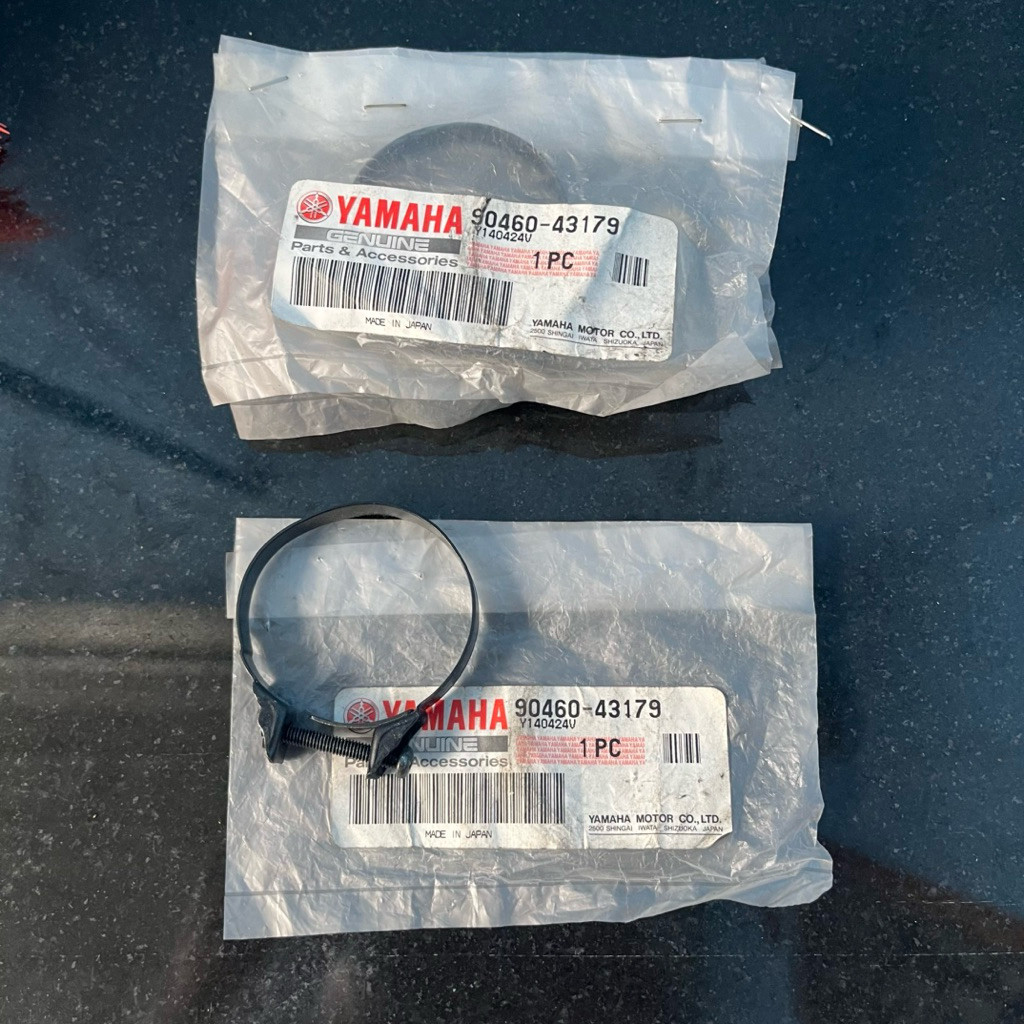 YAMAHA 90460-43179
GENUINE Y140424V
Parts & Accessories 1 PC
MADE IN JAPAN
YAMAHA MOTOR CO.,LTD.
2500 SHINGAI IWATA SHIZUOKA JAPAN
YAMAHA 90460-43179
NUINE Y140424V
Accessories 1 PC
MADE IN JAPAN
YAMAHA MOTOR CO.,LTD.
2500 SHINGAI IWATA SHIZUOKA JAPAN